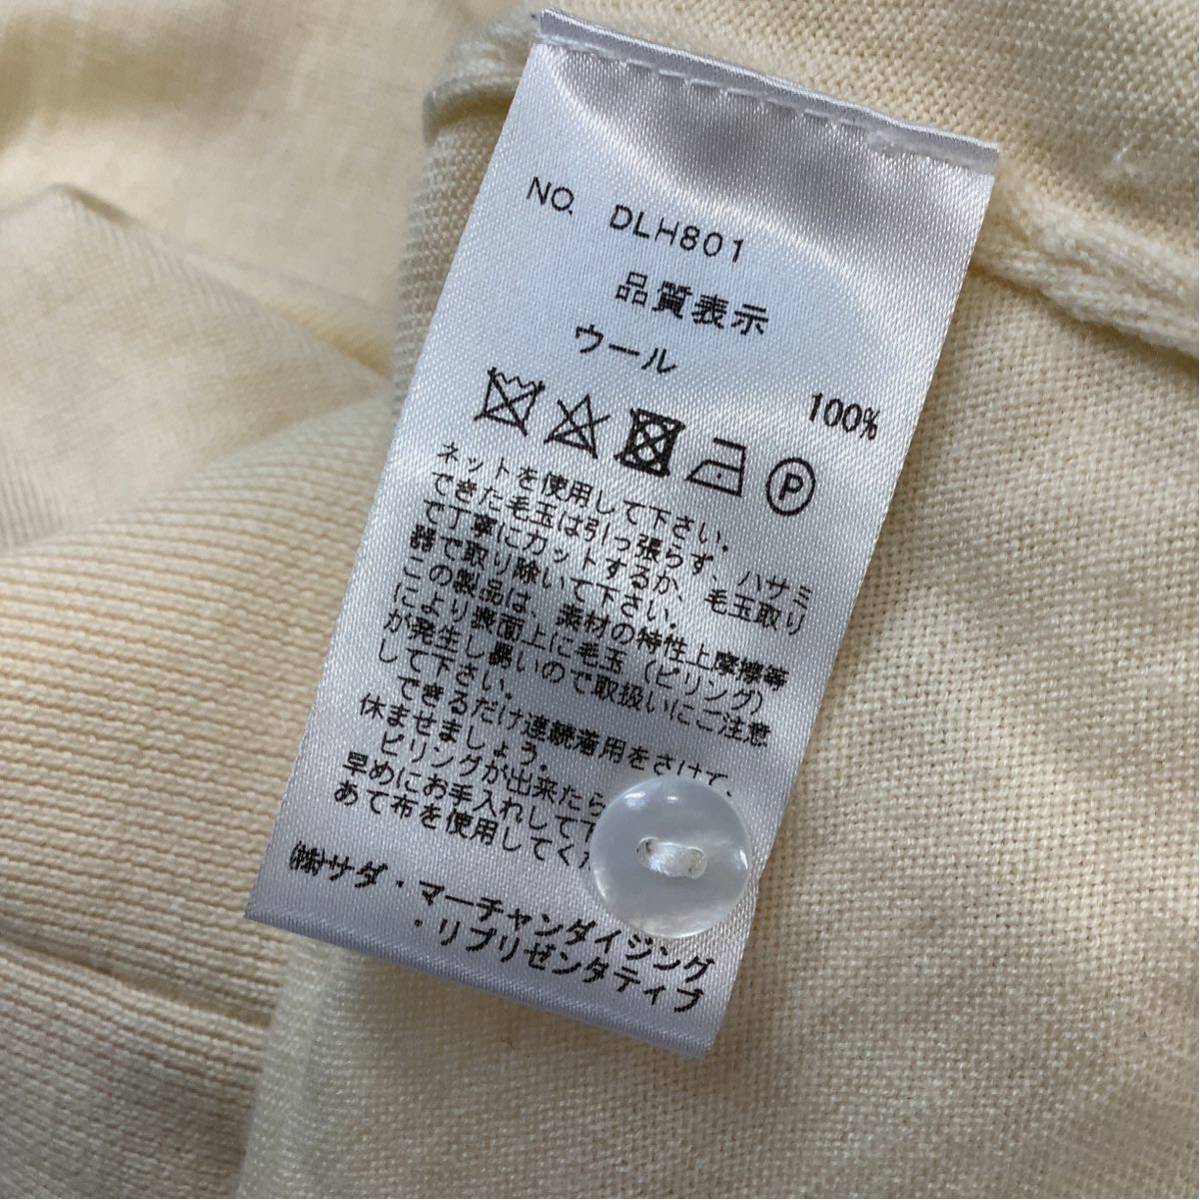 NO. DLH801
品質表示
ウール
100%
P
ネットを使用して下さい。
できた毛玉は引っ張らず、ハサミ
で丁寧にカットするか、毛玉取り
器で取り除いて下さい。
この製品は、素材の特性上摩擦等
により表面上に毛玉(ピリング)
が発生し易いので取扱いにご注意
して下さい。
できるだけ連続着用をさけて、
休ませましょう。
ピリングが出来たら
早めにお手入れして下
あて布を使用してくだ
㈱サダ・マーチャンダイジング
・リプリゼンタティブ